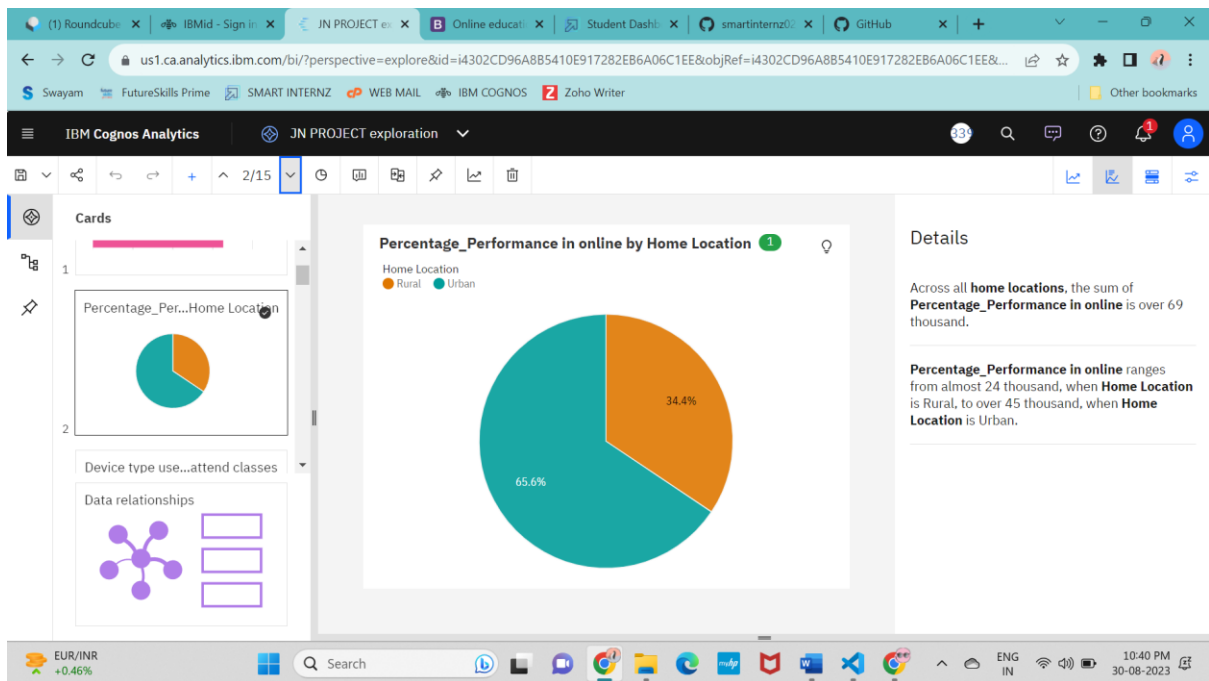 (1) Roundcube
IBMid - Sign in
JN PROJECT ex
Online educati
Student Dashb
smartinternz02
GitHub
us1.ca.analytics.ibm.com/bi/?perspective=explore&id=i4302CD96A8B5410E917282EB6A06C1EE&objRef=i4302CD96A8B5410E917282EB6A06C1EE&...
Swayam
FutureSkills Prime
SMART INTERNZ
WEB MAIL
IBM COGNOS
Zoho Writer
Other bookmarks
IBM Cognos Analytics
JN PROJECT exploration
339
1
2/15
Cards
1
Percentage_Per...Home Location
2
Device type use...attend classes
Data relationships
Percentage_Performance in online by Home Location 1
Home Location
Rural Urban
34.4%
65.6%
Details
Across all home locations, the sum of
Percentage_Performance in online is over 69
thousand.
Percentage_Performance in online ranges
from almost 24 thousand, when Home Location
is Rural, to over 45 thousand, when Home
Location is Urban.
EUR/INR
+0.46%
Search
ENG
IN
10:40 PM
30-08-2023